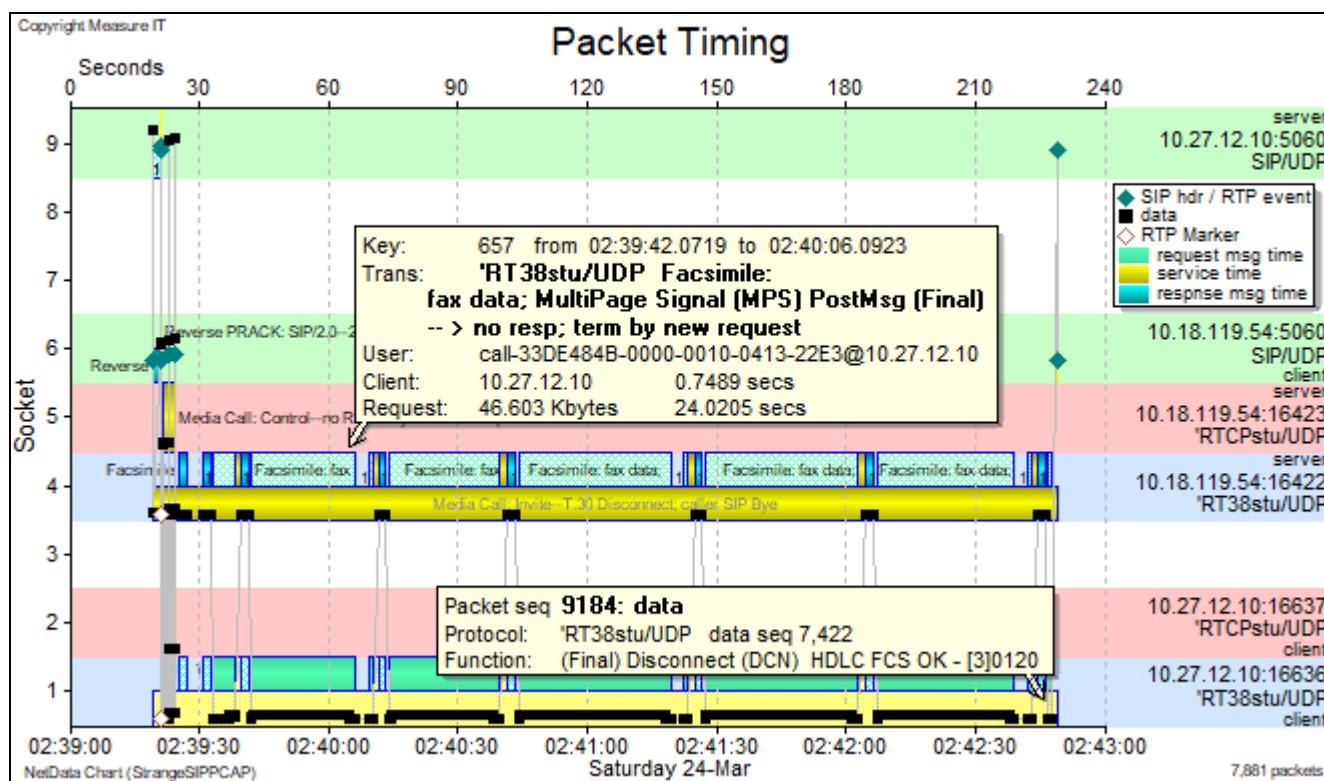 Copyright Measure IT
Packet Timing
Seconds
0 30 60 90 120 150 180 210 240
server
10.27.12.10:5060
SIP/UDP
9
1
8
7
6
5
4
3
2
1
Socket
SIP hdr / RTP event
data
RTP Marker
request msg time
service time
respnse msg time
Key: 657 from 02:39:42.0719 to 02:40:06.0923
Trans: 'RT38stu/UDP Facsimile:
fax data; MultiPage Signal (MPS) PostMsg (Final)
-- > no resp; term by new request
User: call-33DE484B-0000-0010-0413-22E3@10.27.12.10
Client: 10.27.12.10 0.7489 secs
Request: 46.603 Kbytes 24.0205 secs
Reverse PRACK: SIP/2.0--2
Reverse
10.18.119.54:5060
SIP/UDP
client
Media Call: Control--no R
server
10.18.119.54:16423
'RTCPstu/UDP
Facsimile Facsimile: fax 1 Facsimile: fax Facsimile: fax data; 1 Facsimile: fax data; Facsimile: fax data; 1
server
10.18.119.54:16422
'RT38stu/UDP
Media Call: Invite--T.30 Disconnect; caller SIP Bye
Packet seq 9184: data
Protocol: 'RT38stu/UDP data seq 7,422
Function: (Final) Disconnect (DCN) HDLC FCS OK - [3]0120
10.27.12.10:16637
'RTCPstu/UDP
client
10.27.12.10:16636
'RT38stu/UDP
client
02:39:00 02:39:30 02:40:00 02:40:30 02:41:00 02:41:30 02:42:00 02:42:30 02:43:00
Saturday 24-Mar
NetData Chart (StrangeSIPPCAP)
7,881 packets